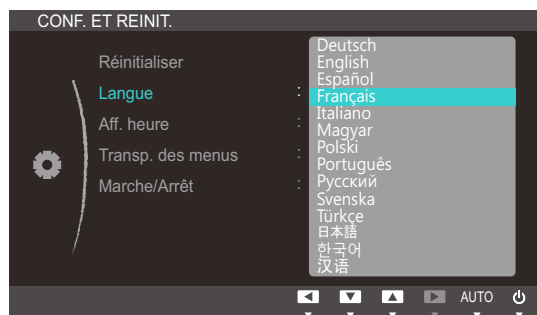 CONF. ET REINIT.
Réinitialiser
Langue :
Aff. heure :
Transp. des menus :
Marche/Arrêt :
Deutsch
English
Español
Français
Italiano
Magyar
Polski
Português
Русский
Svenska
Türkçe
日本語
한국어
汉语
AUTO